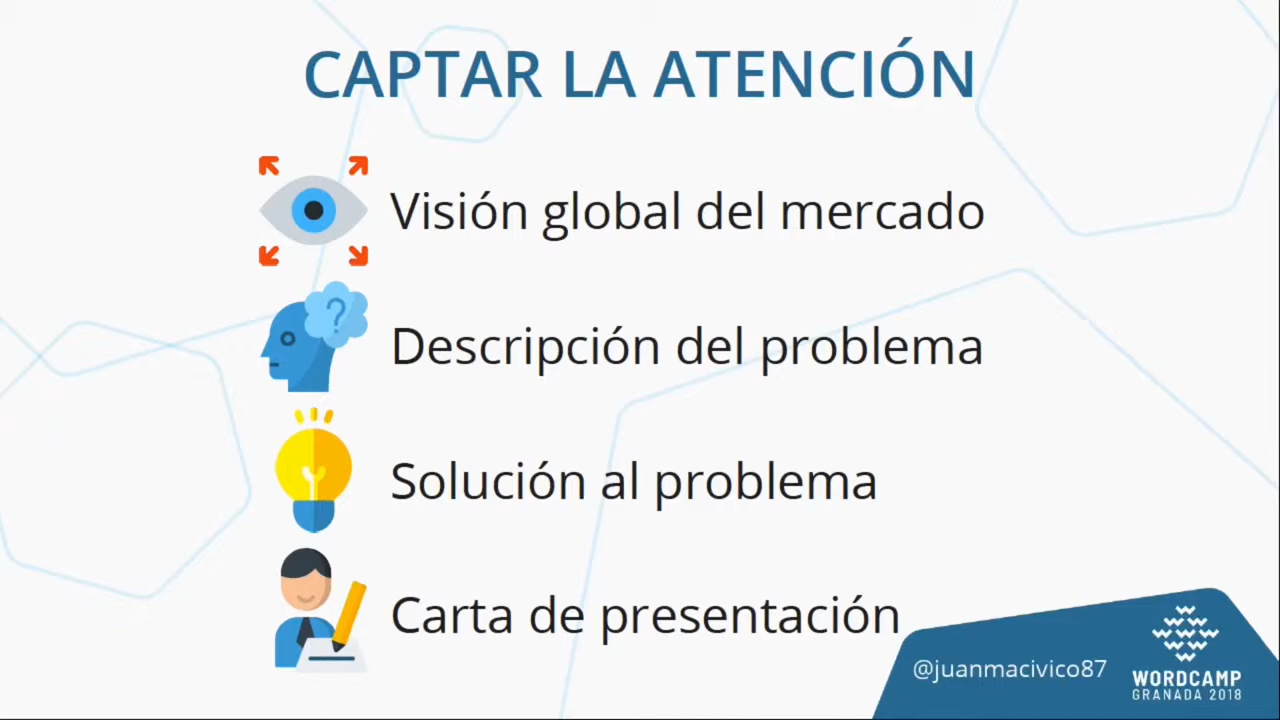 CAPTAR LA ATENCIÓN
Visión global del mercado
?
Descripción del problema
Solución al problema
Carta de presentación
@juanmacivico87
WORDCAMP
GRANADA 2018